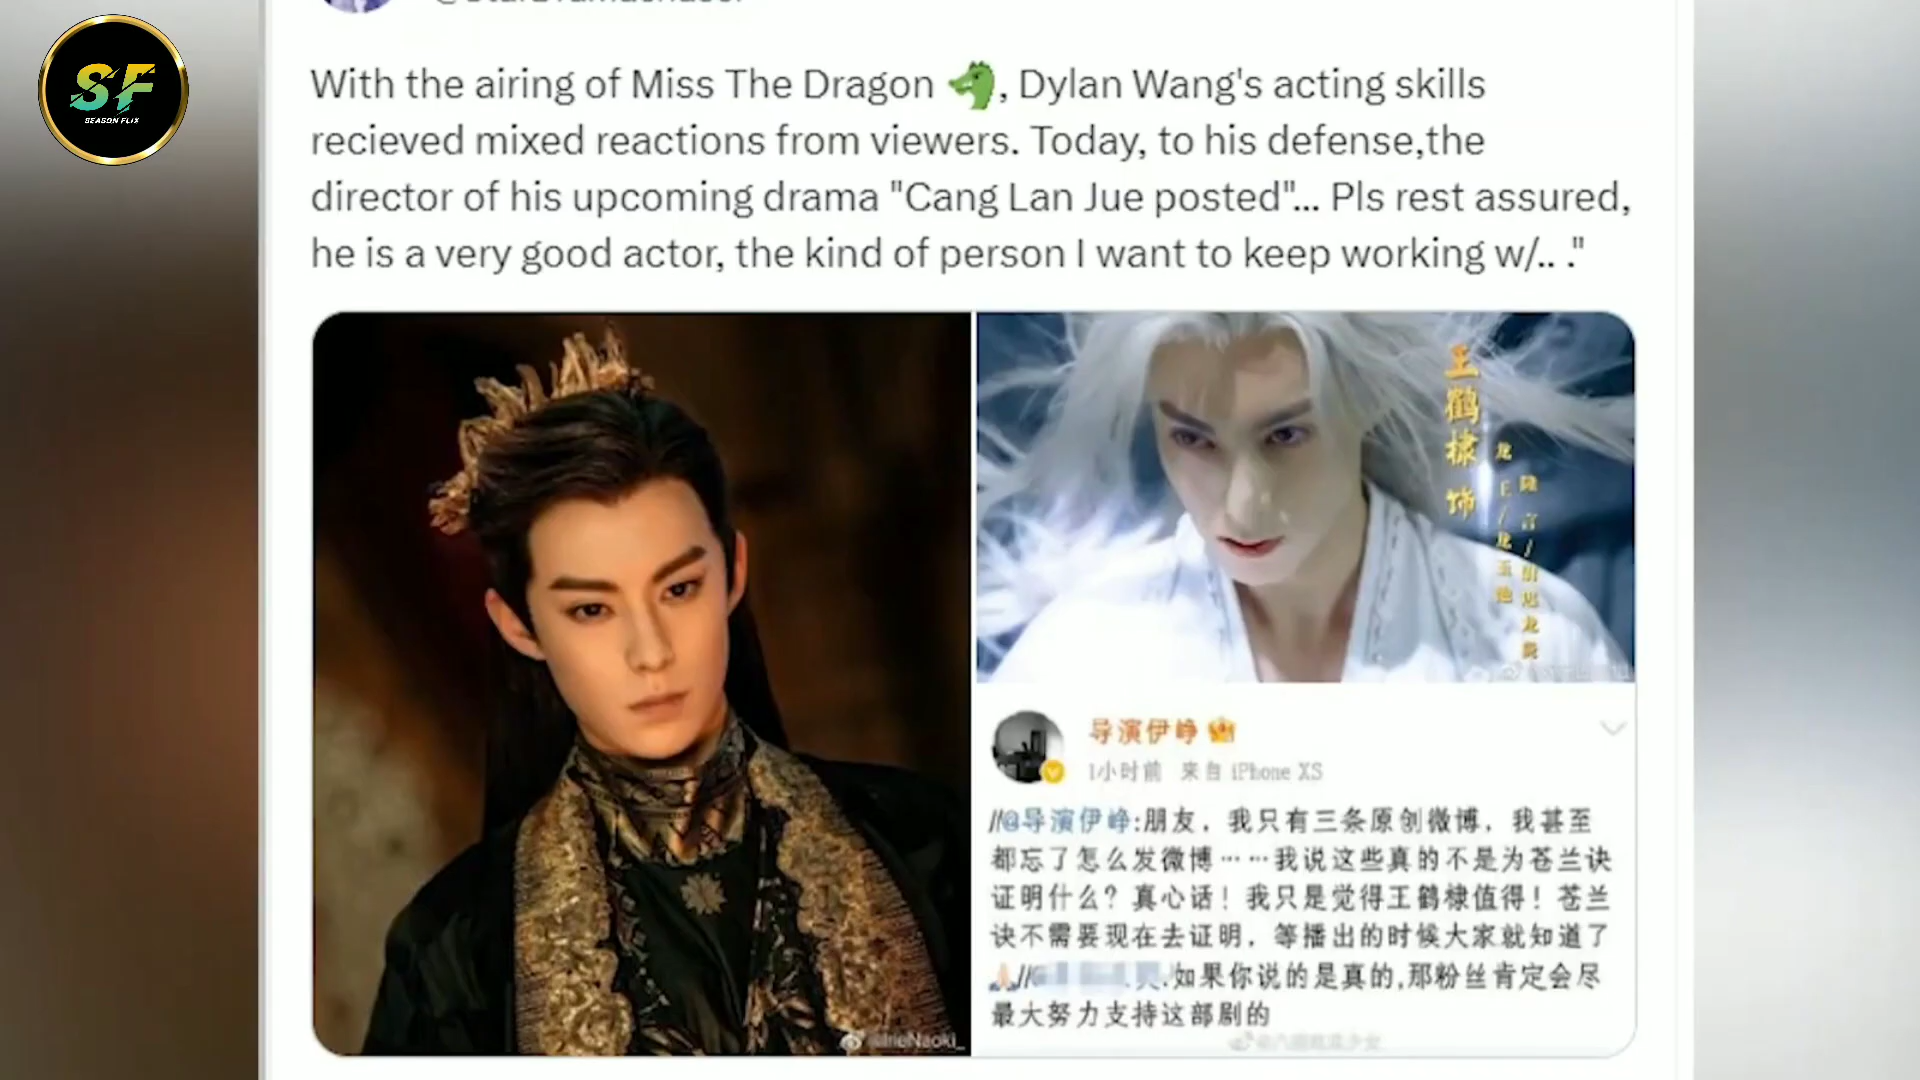 SF
SEASON FLIX
With the airing of Miss The Dragon 🐉, Dylan Wang's acting skills
recieved mixed reactions from viewers. Today, to his defense,the
director of his upcoming drama "Cang Lan Jue posted"... Pls rest assured,
he is a very good actor, the kind of person I want to keep working w/.. ."
王鹤棣 饰
@IrieNaoki_
导演伊峥
1小时前 来自 iPhone XS
//@导演伊峥:朋友，我只有三条原创微博，我甚至
都忘了怎么发微博……我说这些真的不是为苍兰诀
证明什么？真心话！我只是觉得王鹤棣值得！苍兰
诀不需要现在去证明，等播出的时候大家就知道了
🙏//@ 如果你说的是真的,那粉丝肯定会尽
最大努力支持这部剧的